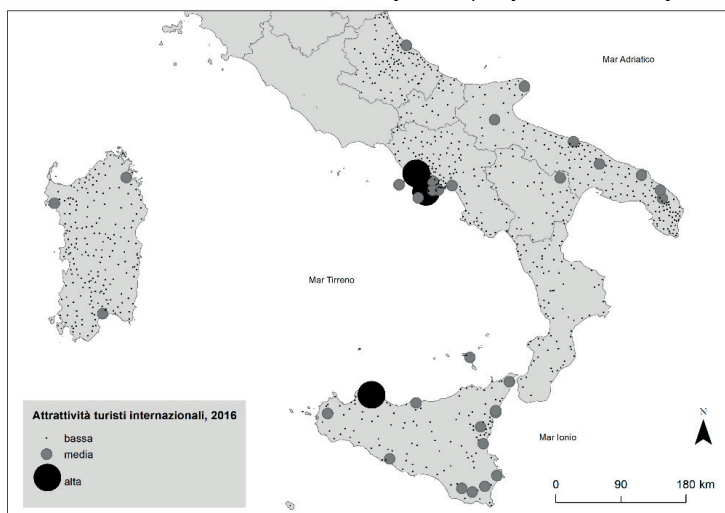 Mar Adriatico
Mar Tirreno
Mar Ionio
Attrattività turisti internazionali, 2016
bassa
media
alta
N
0 90 180 km